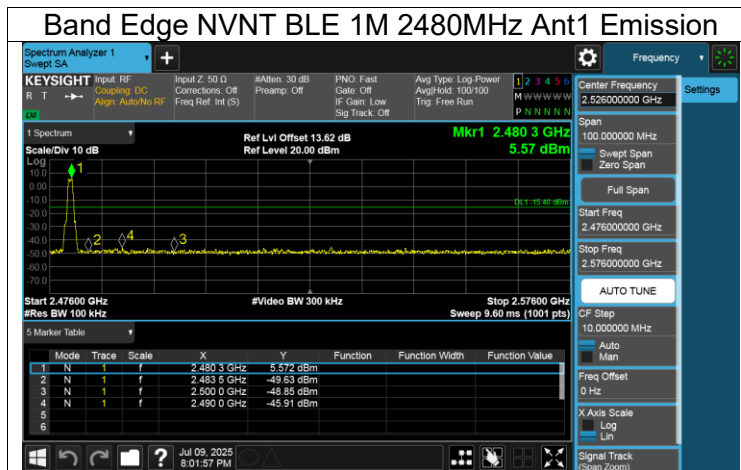 Band Edge NVNT BLE 1M 2480MHz Ant1 Emission
Spectrum Analyzer 1
Swept SA
+
Frequency
KEYSIGHT
R T
LXI
Input: RF
Coupling: DC
Align: Auto/No RF
Input Z: 50 Ω
Corrections: Off
Freq Ref: Int (S)
#Atten: 30 dB
Preamp: Off
PNO: Fast
Gate: Off
IF Gain: Low
Sig Track: Off
Avg Type: Log-Power
Avg|Hold: 100/100
Trig: Free Run
1 2 3 4 5 6
M W W W W W
P N N N N N
Center Frequency
2.526000000 GHz
Settings
Span
100.000000 MHz
Swept Span
Zero Span
Full Span
Start Freq
2.476000000 GHz
Stop Freq
2.576000000 GHz
AUTO TUNE
CF Step
10.000000 MHz
Auto
Man
Freq Offset
0 Hz
X Axis Scale
Log
Lin
Signal Track
(Span Zoom)
1 Spectrum
Scale/Div 10 dB
Ref Lvl Offset 13.62 dB
Ref Level 20.00 dBm
Mkr1 2.480 3 GHz
5.57 dBm
Log
10.0
0.00
-10.0
-20.0
-30.0
-40.0
-50.0
-60.0
-70.0
1
2
4
3
DL1 -15.40 dBm
Start 2.47600 GHz
#Res BW 100 kHz
#Video BW 300 kHz
Stop 2.57600 GHz
Sweep 9.60 ms (1001 pts)
5 Marker Table
Mode Trace Scale X Y Function Function Width Function Value
1 N 1 f 2.480 3 GHz 5.572 dBm
2 N 1 f 2.483 5 GHz -49.63 dBm
3 N 1 f 2.500 0 GHz -48.85 dBm
4 N 1 f 2.490 0 GHz -45.91 dBm
5
6
?
Jul 09, 2025
8:01:57 PM